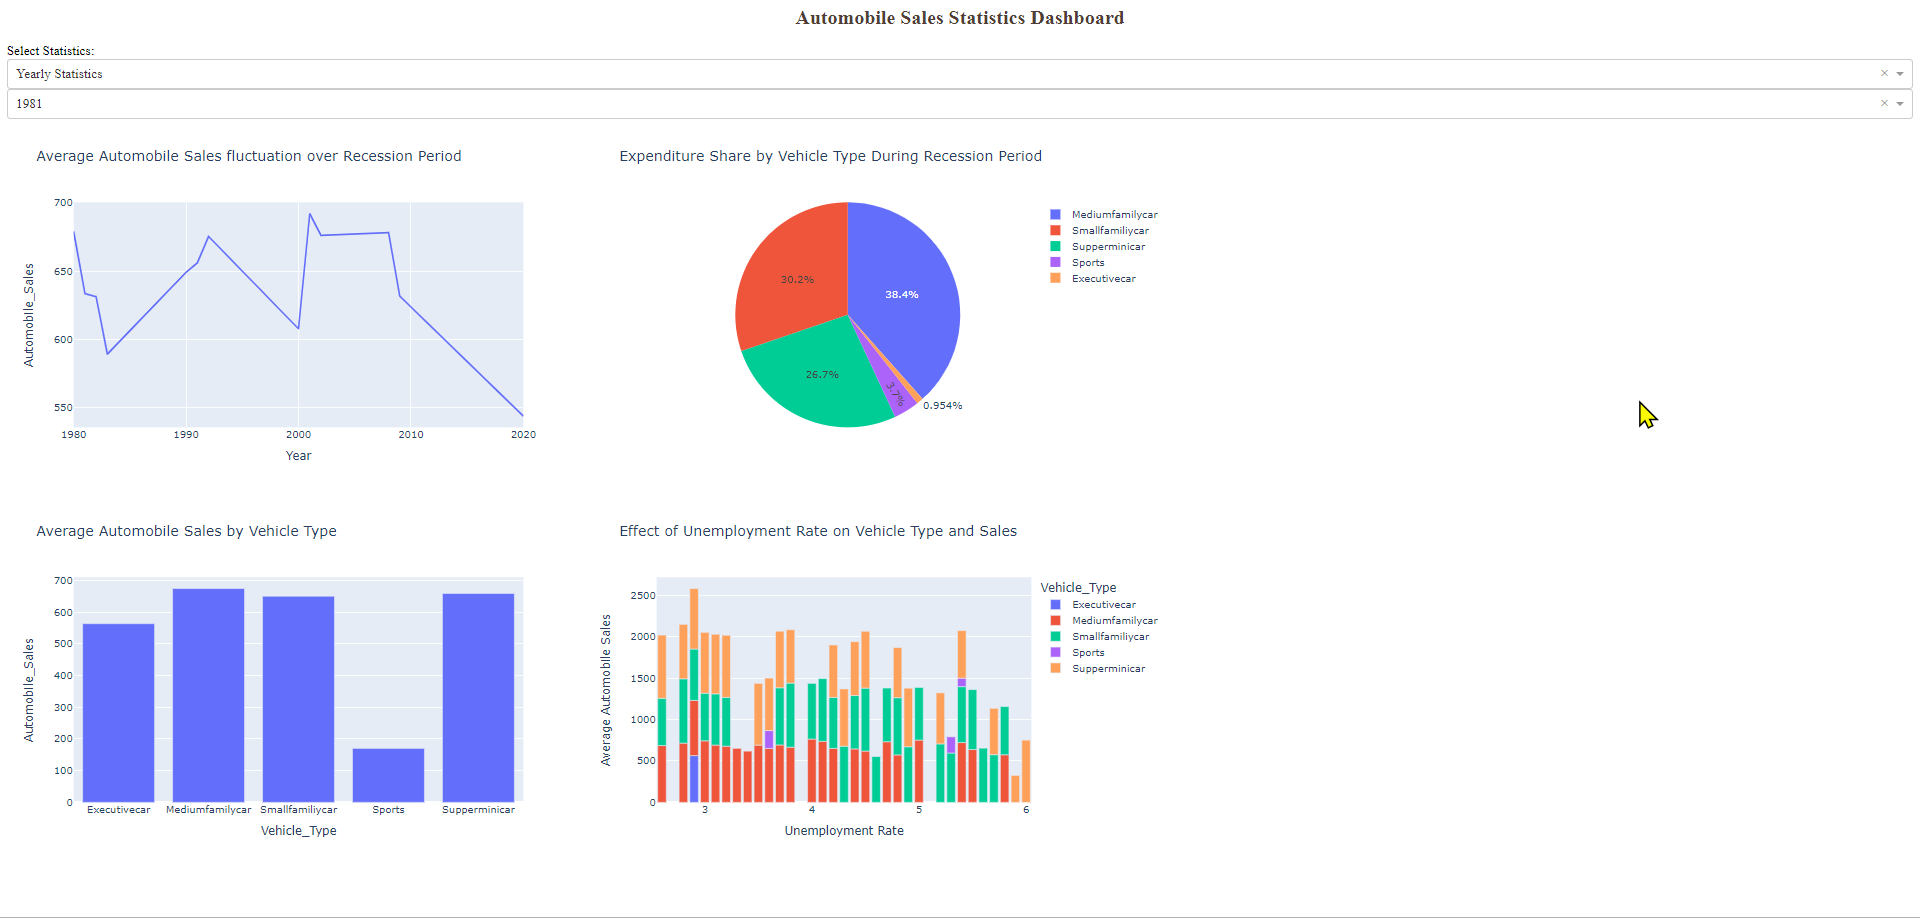 Automobile Sales Statistics Dashboard
Select Statistics:
Yearly Statistics
1981
Average Automobile Sales fluctuation over Recession Period
700
650
600
550
Automobile_Sales
1980 1990 2000 2010 2020
Year
Expenditure Share by Vehicle Type During Recession Period
30.2%
38.4%
26.7%
3.7%
0.954%
Mediumfamilycar
Smallfamiliycar
Supperminicar
Sports
Executivecar
Average Automobile Sales by Vehicle Type
700
600
500
400
300
200
100
0
Automobile_Sales
Executivecar Mediumfamilycar Smallfamiliycar Sports Supperminicar
Vehicle_Type
Effect of Unemployment Rate on Vehicle Type and Sales
2500
2000
1500
1000
500
0
Average Automobile Sales
3 4 5 6
Unemployment Rate
Vehicle_Type
Executivecar
Mediumfamilycar
Smallfamiliycar
Sports
Supperminicar